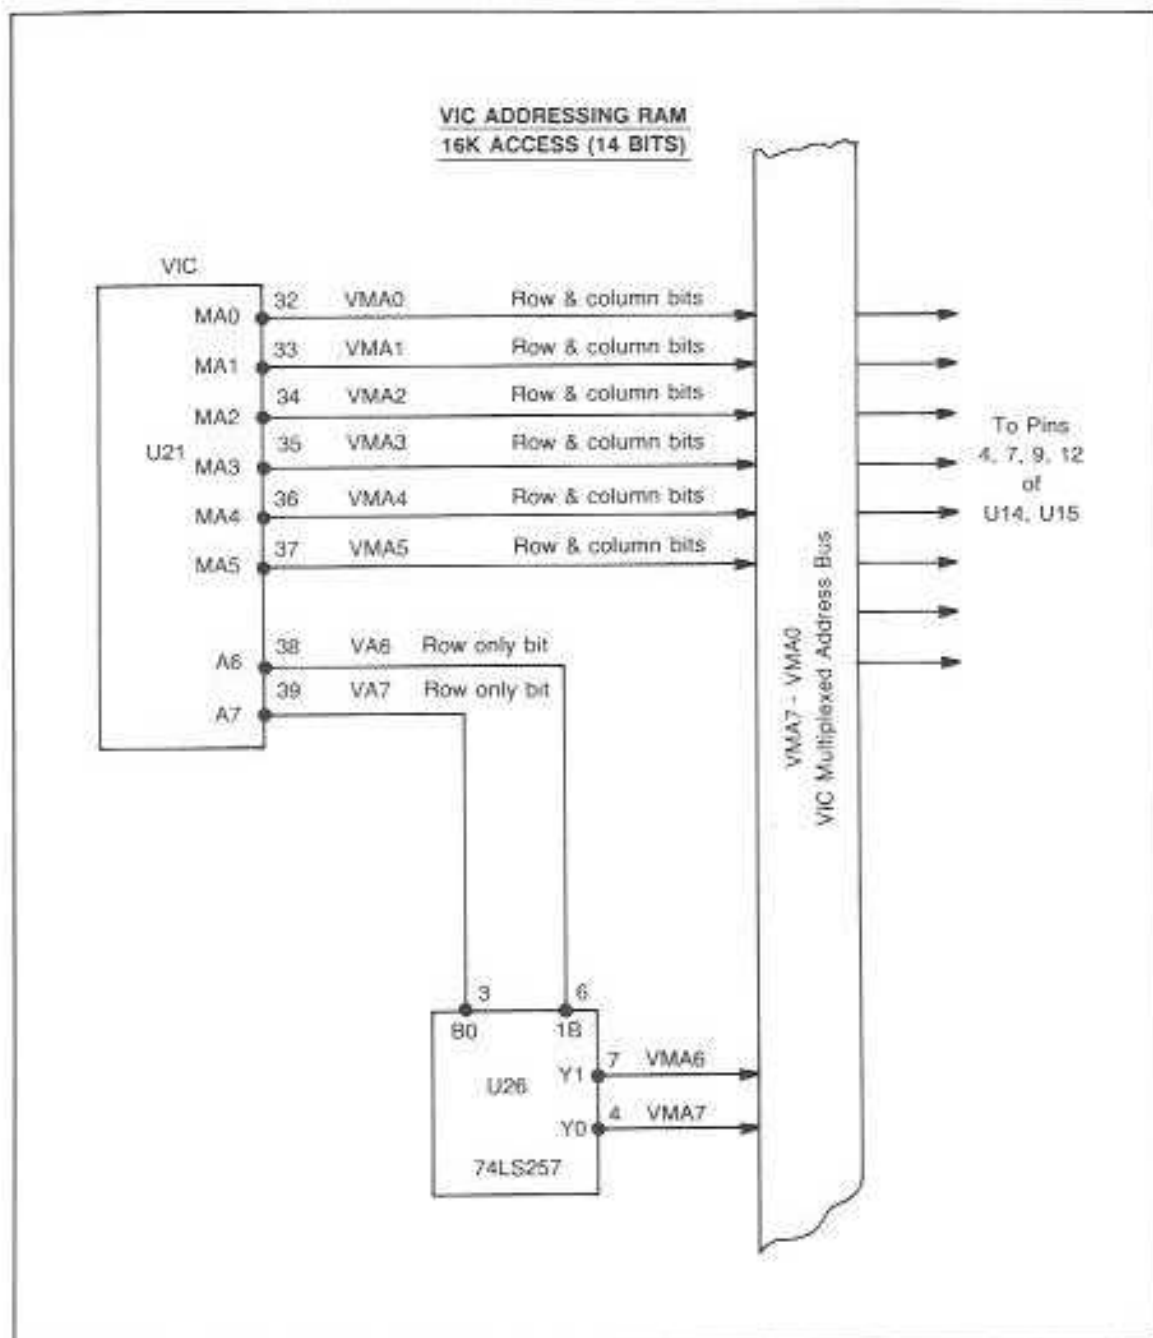 VIC ADDRESSING RAM
16K ACCESS (14 BITS)
VIC
MA0 32 VMA0 Row & column bits
MA1 33 VMA1 Row & column bits
MA2 34 VMA2 Row & column bits
U21
MA3 35 VMA3 Row & column bits
MA4 36 VMA4 Row & column bits
MA5 37 VMA5 Row & column bits
A6 38 VA6 Row only bit
A7 39 VA7 Row only bit
To Pins
4, 7, 9, 12
of
U14, U15
VMA7 - VMA0
VIC Multiplexed Address Bus
3 6
B0 1B
U26
Y1 7 VMA6
Y0 4 VMA7
74LS257